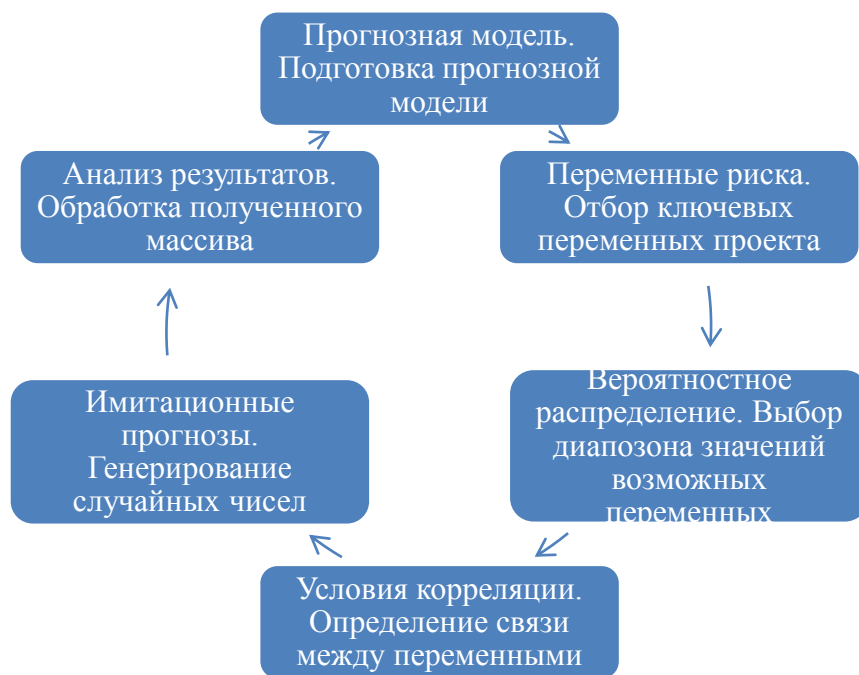 Прогнозная модель.
Подготовка прогнозной
модели
Переменные риска.
Отбор ключевых
переменных проекта
Вероятностное
распределение. Выбор
диапозона значений
возможных
переменных
Условия корреляции.
Определение связи
между переменными
Имитационные
прогнозы.
Генерирование
случайных чисел
Анализ результатов.
Обработка полученного
массива